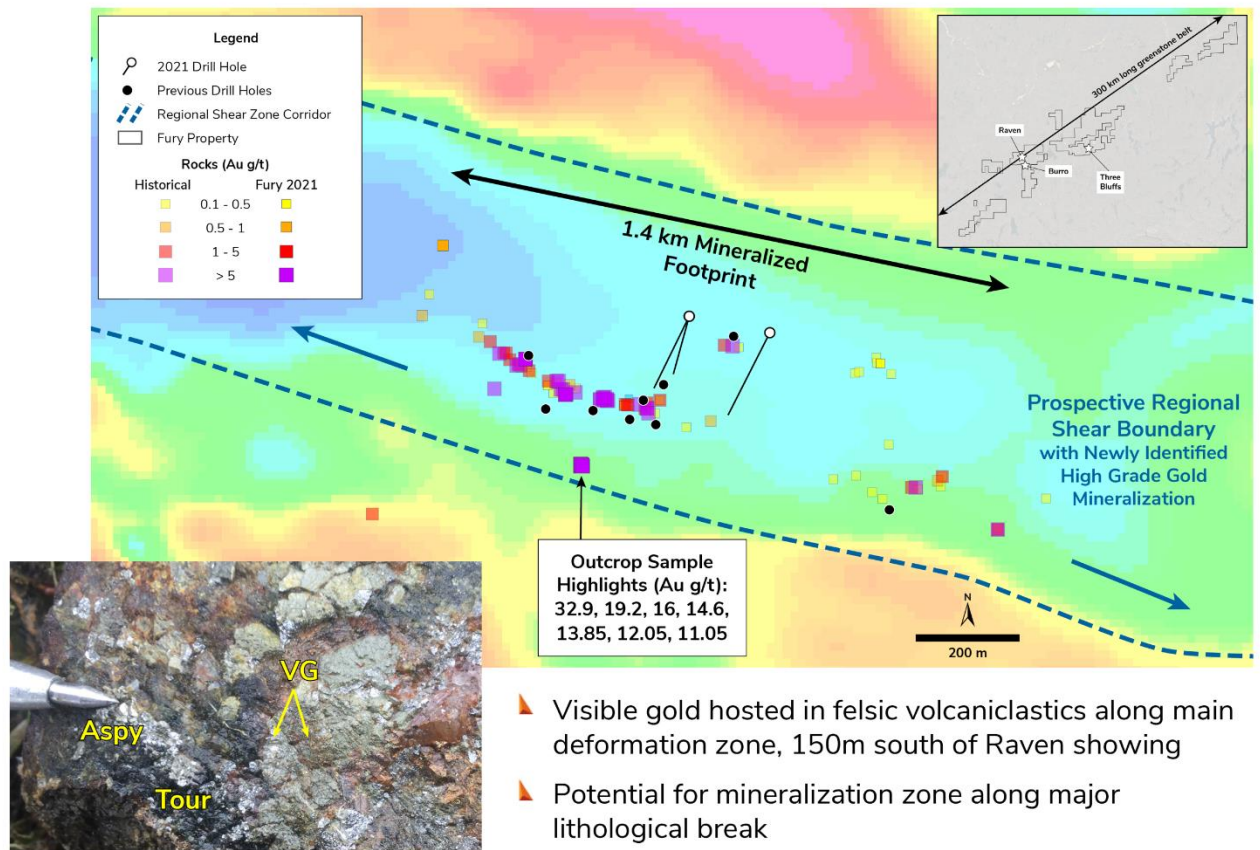 Legend
2021 Drill Hole
Previous Drill Holes
Regional Shear Zone Corridor
Fury Property
Rocks (Au g/t)
Historical Fury 2021
0.1 - 0.5
0.5 - 1
1 - 5
> 5
300 km long greenstone belt
Raven
Burro
Three
Bluffs
1.4 km Mineralized
Footprint
Prospective Regional
Shear Boundary
with Newly Identified
High Grade Gold
Mineralization
Outcrop Sample
Highlights (Au g/t):
32.9, 19.2, 16, 14.6,
13.85, 12.05, 11.05
N
200 m
VG
Aspy
Tour
Visible gold hosted in felsic volcaniclastics along main
deformation zone, 150m south of Raven showing
Potential for mineralization zone along major
lithological break